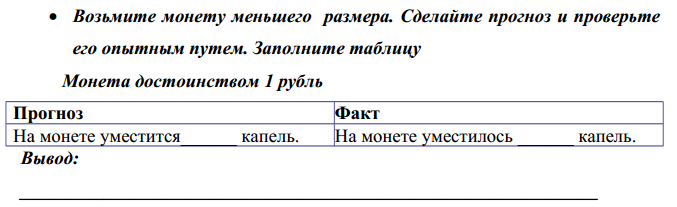 • Возьмите монету меньшего размера. Сделайте прогноз и проверьте
его опытным путем. Заполните таблицу
Монета достоинством 1 рубль
Прогноз Факт
На монете уместится______ капель. На монете уместилось ______ капель.
Вывод: